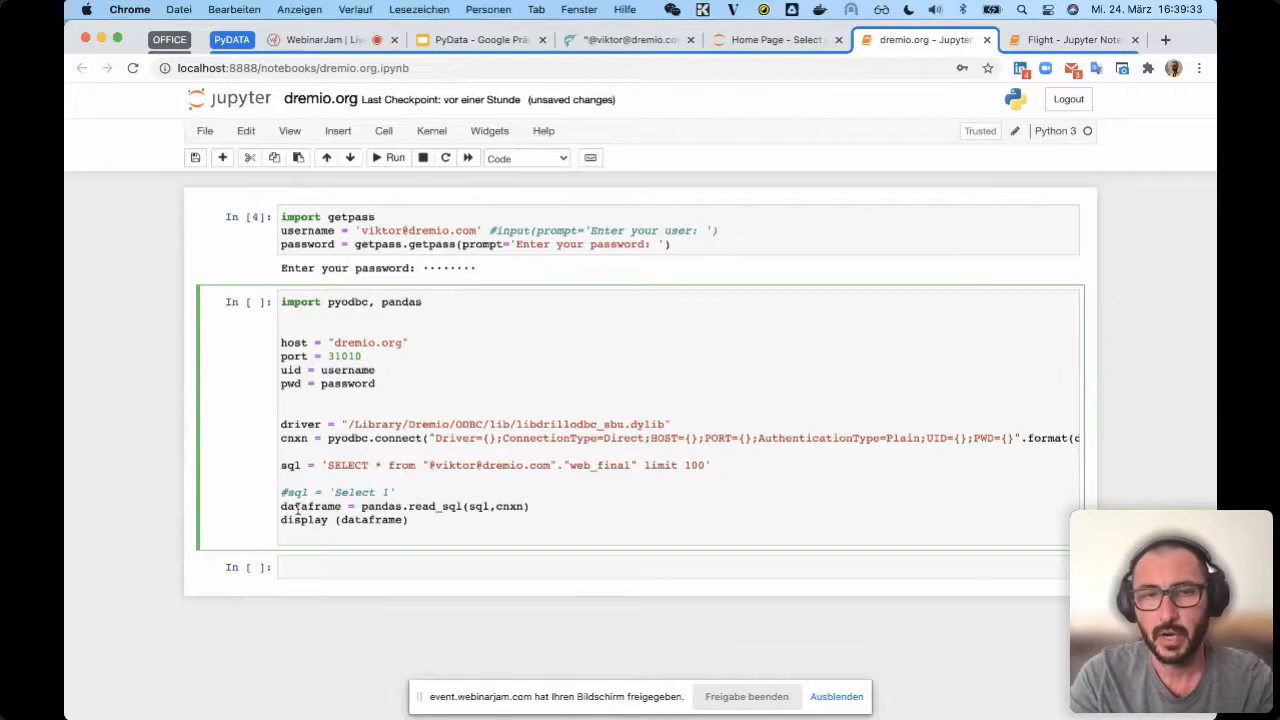 Chrome Datei Bearbeiten Anzeigen Verlauf Lesezeichen Personen Tab Fenster Hilfe Mi. 24. März 16:39:33
OFFICE PyDATA WebinarJam | Live PyData - Google Prä "@viktor@dremio.co Home Page - Select a dremio.org - Jupyter Flight - Jupyter Note
localhost:8888/notebooks/dremio.org.ipynb
jupyter dremio.org Last Checkpoint: vor einer Stunde (unsaved changes) Logout
File Edit View Insert Cell Kernel Widgets Help Trusted Python 3
Run Code
In [4]: import getpass
username = 'viktor@dremio.com' #input(prompt='Enter your user: ')
password = getpass.getpass(prompt='Enter your password: ')
Enter your password: ········
In [ ]: import pyodbc, pandas
host = "dremio.org"
port = 31010
uid = username
pwd = password
driver = "/Library/Dremio/ODBC/lib/libdrillodbc_sbu.dylib"
cnxn = pyodbc.connect("Driver={};ConnectionType=Direct;HOST={};PORT={};AuthenticationType=Plain;UID={};PWD={}".format(d
sql = 'SELECT * from "@viktor@dremio.com"."web_final" limit 100'
#sql = 'Select 1'
dataframe = pandas.read_sql(sql,cnxn)
display (dataframe)
In [ ]:
event.webinarjam.com hat Ihren Bildschirm freigegeben. Freigabe beenden Ausblenden